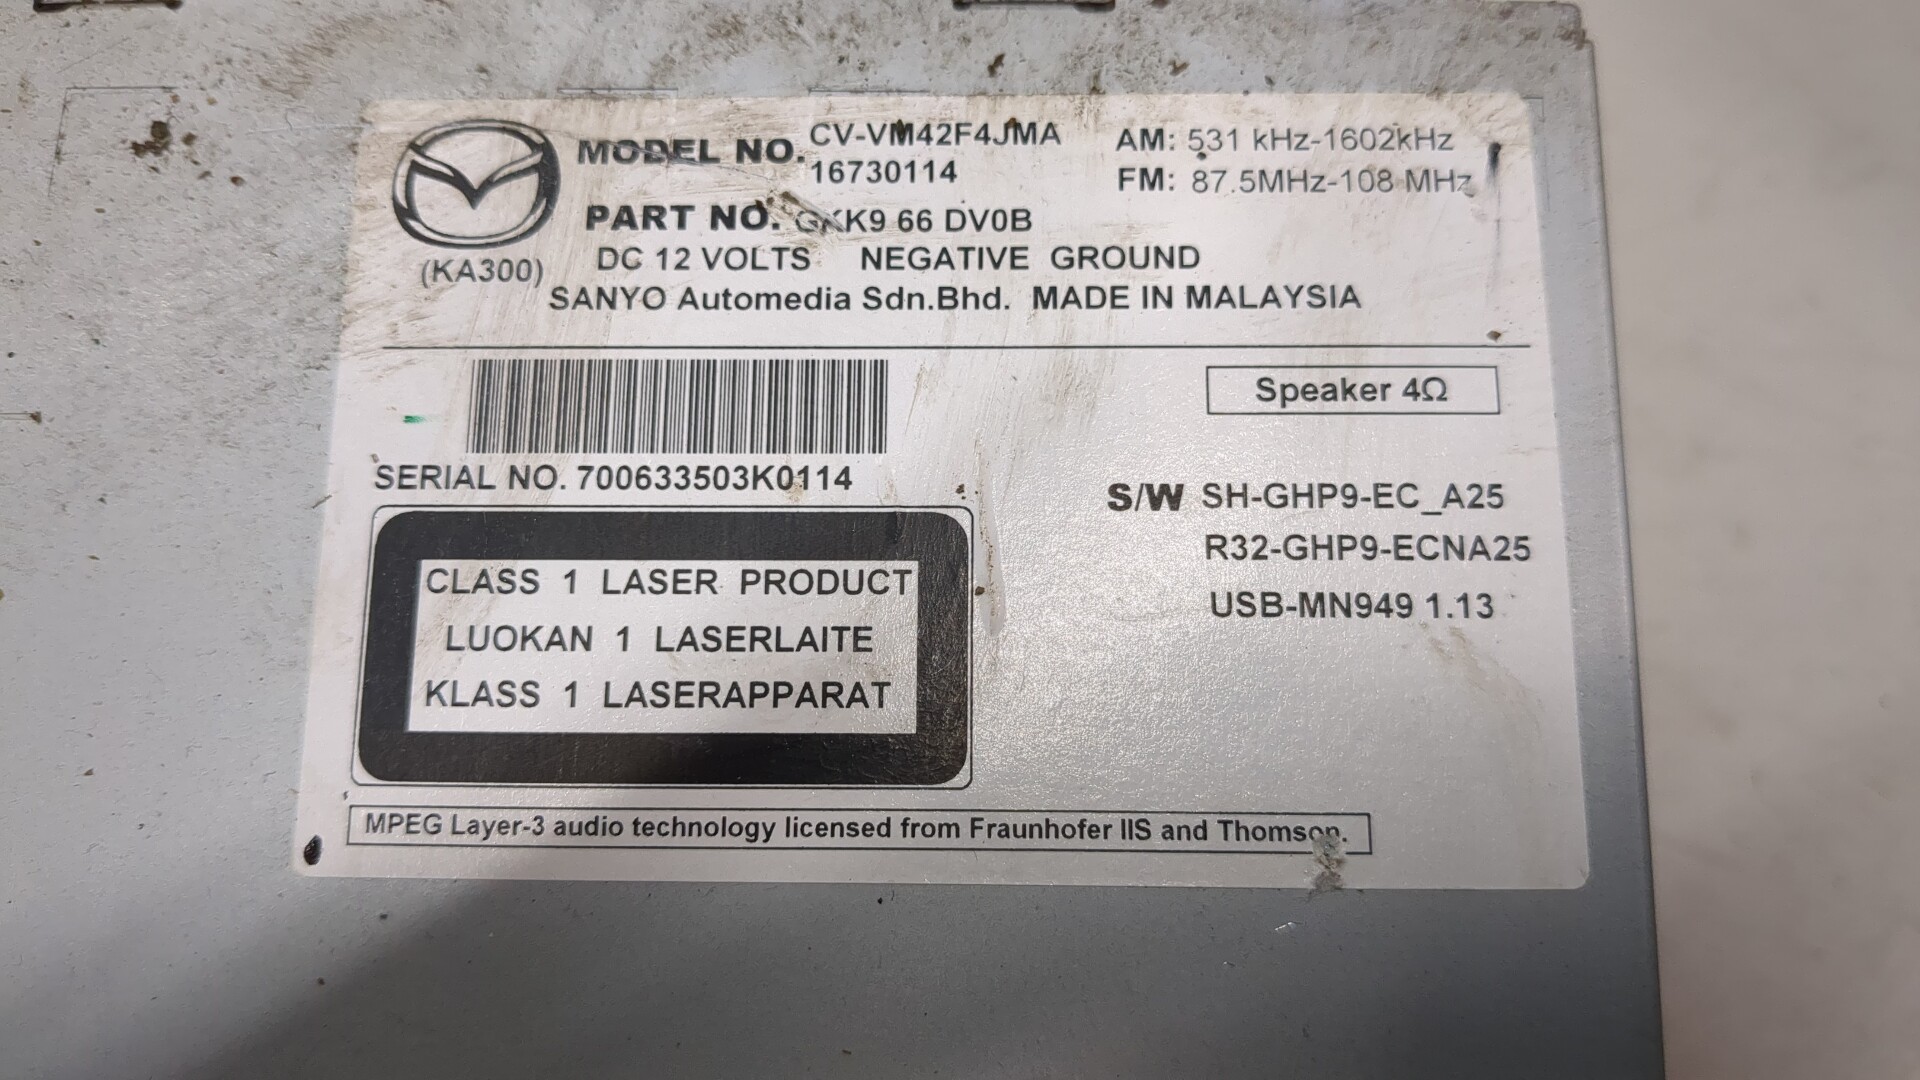 MODEL NO. CV-VM42F4JMA
16730114
AM: 531 kHz-1602kHz
FM: 87.5MHz-108 MHz
PART NO. GKK9 66 DV0B
(KA300)
DC 12 VOLTS NEGATIVE GROUND
SANYO Automedia Sdn.Bhd. MADE IN MALAYSIA
Speaker 4Ω
SERIAL NO. 700633503K0114
S/W SH-GHP9-EC_A25
R32-GHP9-ECNA25
USB-MN949 1.13
CLASS 1 LASER PRODUCT
LUOKAN 1 LASERLAITE
KLASS 1 LASERAPPARAT
MPEG Layer-3 audio technology licensed from Fraunhofer IIS and Thomson.